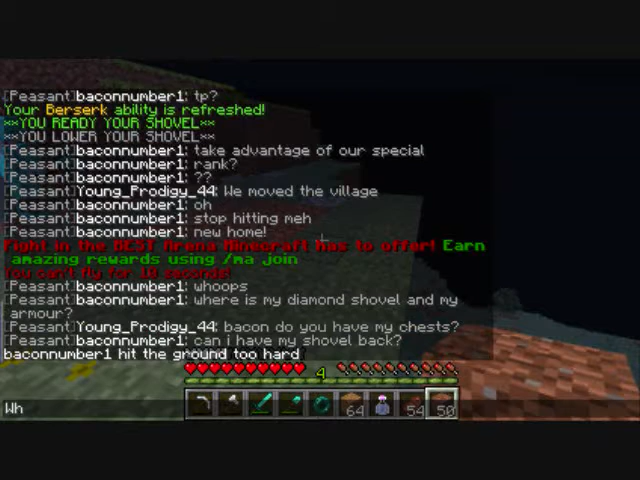 [Peasant]baconnumber1: tp?
Your Berserk ability is refreshed!
**YOU READY YOUR SHOVEL**
**YOU LOWER YOUR SHOVEL**
[Peasant]baconnumber1: take advantage of our special
[Peasant]baconnumber1: rank?
[Peasant]baconnumber1: ??
[Peasant]Young_Prodigy_44: We moved the village
[Peasant]baconnumber1: oh
[Peasant]baconnumber1: stop hitting meh
[Peasant]baconnumber1: new home!
Fight in the BEST Arena Minecraft has to offer! Earn
amazing rewards using /ma join
You can't fly for 10 seconds!
[Peasant]baconnumber1: whoops
[Peasant]baconnumber1: where is my diamond shovel and my
armour?
[Peasant]Young_Prodigy_44: bacon do you have my chests?
[Peasant]baconnumber1: can i have my shovel back?
baconnumber1 hit the ground too hard
4
64 54 50
Wh